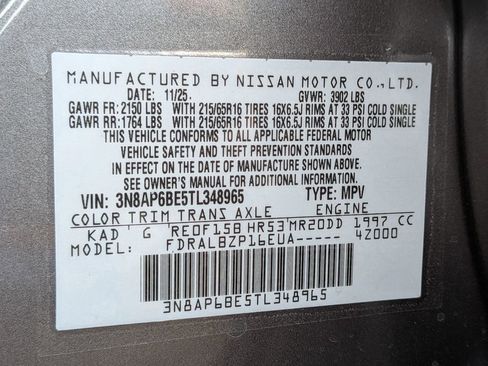 MANUFACTURED BY NISSAN MOTOR CO., LTD.
DATE: 11/25. GVWR: 3902 LBS
GAWR FR: 2150 LBS WITH 215/65R16 TIRES 16X6.5J RIMS AT 33 PSI COLD SINGLE
GAWR RR: 1764 LBS WITH 215/65R16 TIRES 16X6.5J RIMS AT 33 PSI COLD SINGLE
THIS VEHICLE CONFORMS TO ALL APPLICABLE FEDERAL MOTOR
VEHICLE SAFETY AND THEFT PREVENTION STANDARDS
IN EFFECT ON THE DATE OF MANUFACTURE SHOWN ABOVE.
SEE OWNER'S MANUAL FOR ADDITIONAL INFORMATION.
VIN: 3N8AP6BE5TL348965 TYPE: MPV
COLOR TRIM TRANS AXLE ENGINE
KAD ' G ' RE0F15B HR53'MR20DD 1997 CC
MODEL: FDRALBZP16EUA----- 4Z000
3N8AP6BE5TL348965